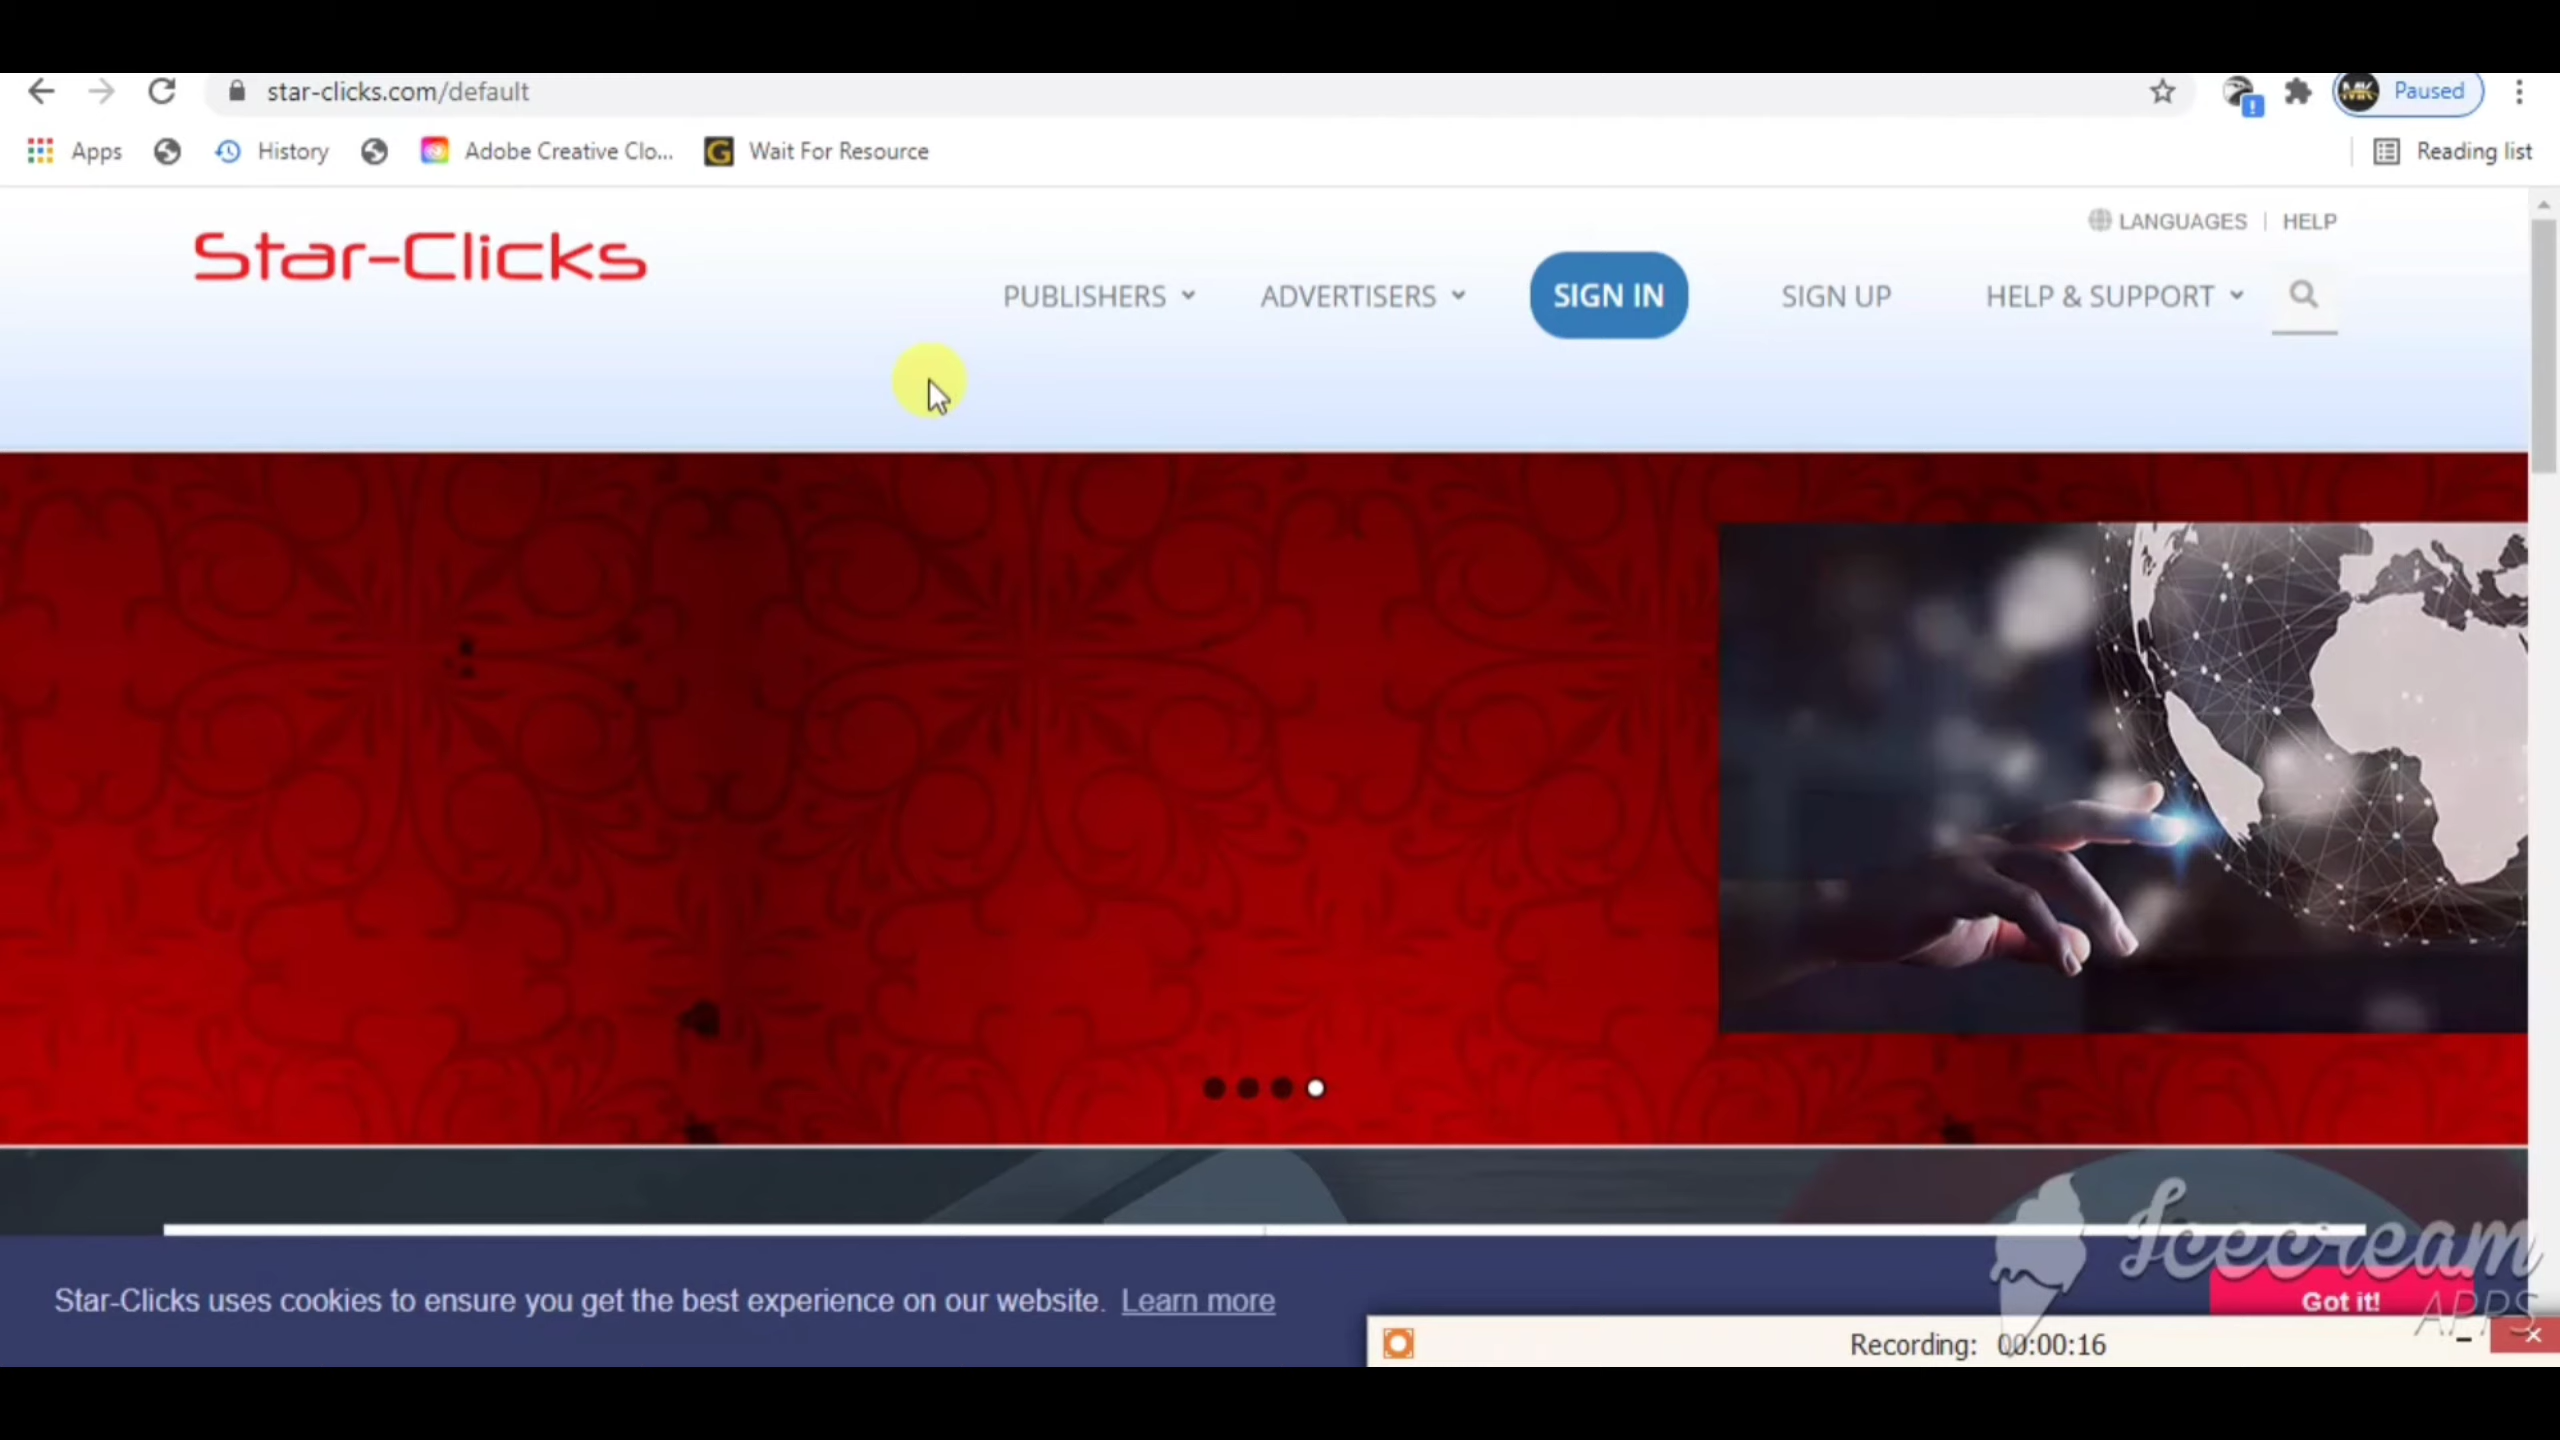 star-clicks.com/default
Paused
Apps
History
Adobe Creative Clo...
G
Wait For Resource
Reading list
LANGUAGES | HELP
Star-Clicks
PUBLISHERS
ADVERTISERS
SIGN IN
SIGN UP
HELP & SUPPORT
Star-Clicks uses cookies to ensure you get the best experience on our website. Learn more
Got it!
Icecream
APPS
Recording: 00:00:16